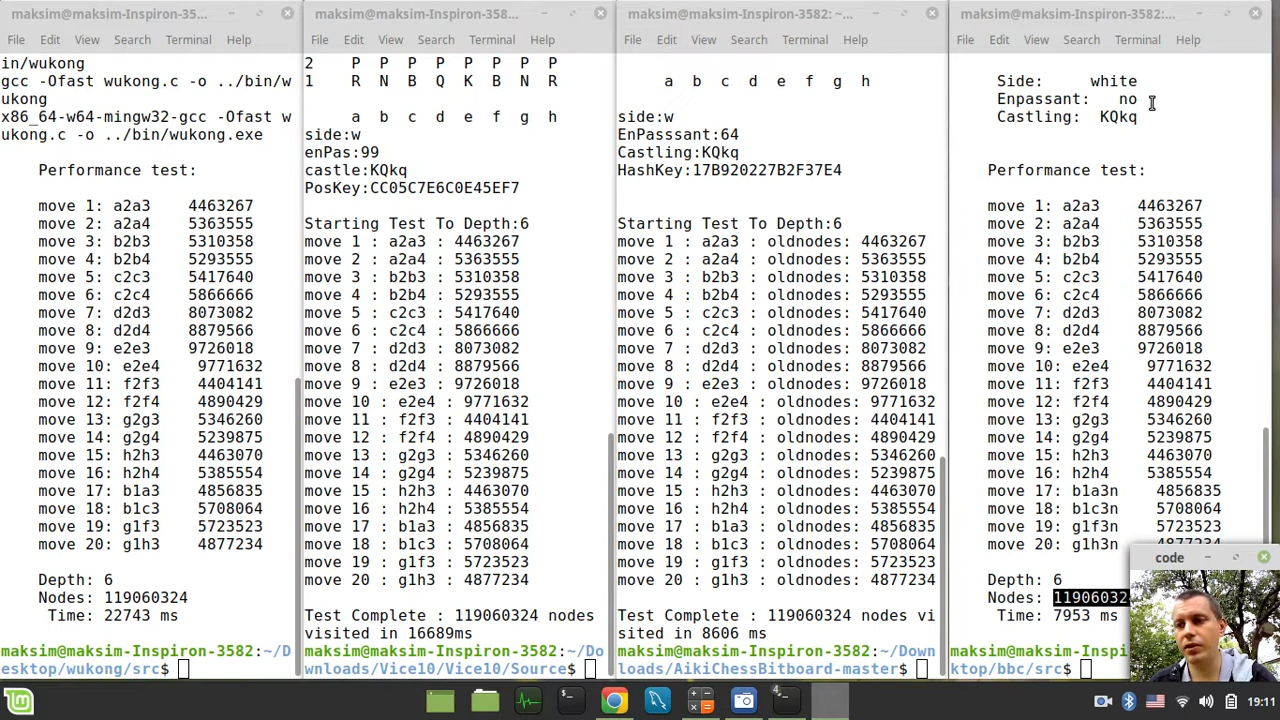 maksim@maksim-Inspiron-35...
File Edit View Search Terminal Help
in/wukong
gcc -Ofast wukong.c -o ../bin/w
ukong
x86_64-w64-mingw32-gcc -Ofast w
ukong.c -o ../bin/wukong.exe
Performance test:
move 1: a2a3 4463267
move 2: a2a4 5363555
move 3: b2b3 5310358
move 4: b2b4 5293555
move 5: c2c3 5417640
move 6: c2c4 5866666
move 7: d2d3 8073082
move 8: d2d4 8879566
move 9: e2e3 9726018
move 10: e2e4 9771632
move 11: f2f3 4404141
move 12: f2f4 4890429
move 13: g2g3 5346260
move 14: g2g4 5239875
move 15: h2h3 4463070
move 16: h2h4 5385554
move 17: b1a3 4856835
move 18: b1c3 5708064
move 19: g1f3 5723523
move 20: g1h3 4877234
Depth: 6
Nodes: 119060324
Time: 22743 ms
maksim@maksim-Inspiron-3582:~/D
esktop/wukong/src$
maksim@maksim-Inspiron-358...
File Edit View Search Terminal Help
2 P P P P P P P P
1 R N B Q K B N R
a b c d e f g h
side:w
enPas:99
castle:KQkq
PosKey:CC05C7E6C0E45EF7
Starting Test To Depth:6
move 1 : a2a3 : 4463267
move 2 : a2a4 : 5363555
move 3 : b2b3 : 5310358
move 4 : b2b4 : 5293555
move 5 : c2c3 : 5417640
move 6 : c2c4 : 5866666
move 7 : d2d3 : 8073082
move 8 : d2d4 : 8879566
move 9 : e2e3 : 9726018
move 10 : e2e4 : 9771632
move 11 : f2f3 : 4404141
move 12 : f2f4 : 4890429
move 13 : g2g3 : 5346260
move 14 : g2g4 : 5239875
move 15 : h2h3 : 4463070
move 16 : h2h4 : 5385554
move 17 : b1a3 : 4856835
move 18 : b1c3 : 5708064
move 19 : g1f3 : 5723523
move 20 : g1h3 : 4877234
Test Complete : 119060324 nodes
visited in 16689ms
maksim@maksim-Inspiron-3582:~/Do
wnloads/Vice10/Vice10/Source$
maksim@maksim-Inspiron-3582: ~/...
File Edit View Search Terminal Help
a b c d e f g h
side:w
EnPasssant:64
Castling:KQkq
HashKey:17B920227B2F37E4
Starting Test To Depth:6
move 1 : a2a3 : oldnodes: 4463267
move 2 : a2a4 : oldnodes: 5363555
move 3 : b2b3 : oldnodes: 5310358
move 4 : b2b4 : oldnodes: 5293555
move 5 : c2c3 : oldnodes: 5417640
move 6 : c2c4 : oldnodes: 5866666
move 7 : d2d3 : oldnodes: 8073082
move 8 : d2d4 : oldnodes: 8879566
move 9 : e2e3 : oldnodes: 9726018
move 10 : e2e4 : oldnodes: 9771632
move 11 : f2f3 : oldnodes: 4404141
move 12 : f2f4 : oldnodes: 4890429
move 13 : g2g3 : oldnodes: 5346260
move 14 : g2g4 : oldnodes: 5239875
move 15 : h2h3 : oldnodes: 4463070
move 16 : h2h4 : oldnodes: 5385554
move 17 : b1a3 : oldnodes: 4856835
move 18 : b1c3 : oldnodes: 5708064
move 19 : g1f3 : oldnodes: 5723523
move 20 : g1h3 : oldnodes: 4877234
Test Complete : 119060324 nodes vi
sited in 8606 ms
maksim@maksim-Inspiron-3582:~/Down
loads/AikiChessBitboard-master$
maksim@maksim-Inspiron-3582:...
File Edit View Search Terminal Help
Side: white
Enpassant: no
Castling: KQkq
Performance test:
move 1: a2a3 4463267
move 2: a2a4 5363555
move 3: b2b3 5310358
move 4: b2b4 5293555
move 5: c2c3 5417640
move 6: c2c4 5866666
move 7: d2d3 8073082
move 8: d2d4 8879566
move 9: e2e3 9726018
move 10: e2e4 9771632
move 11: f2f3 4404141
move 12: f2f4 4890429
move 13: g2g3 5346260
move 14: g2g4 5239875
move 15: h2h3 4463070
move 16: h2h4 5385554
move 17: b1a3n 4856835
move 18: b1c3n 5708064
move 19: g1f3n 5723523
move 20: g1h3n 4877234
Depth: 6
Nodes: 11906032
Time: 7953 ms
maksim@maksim-Inspi
ktop/bbc/src$
code
4
19:11